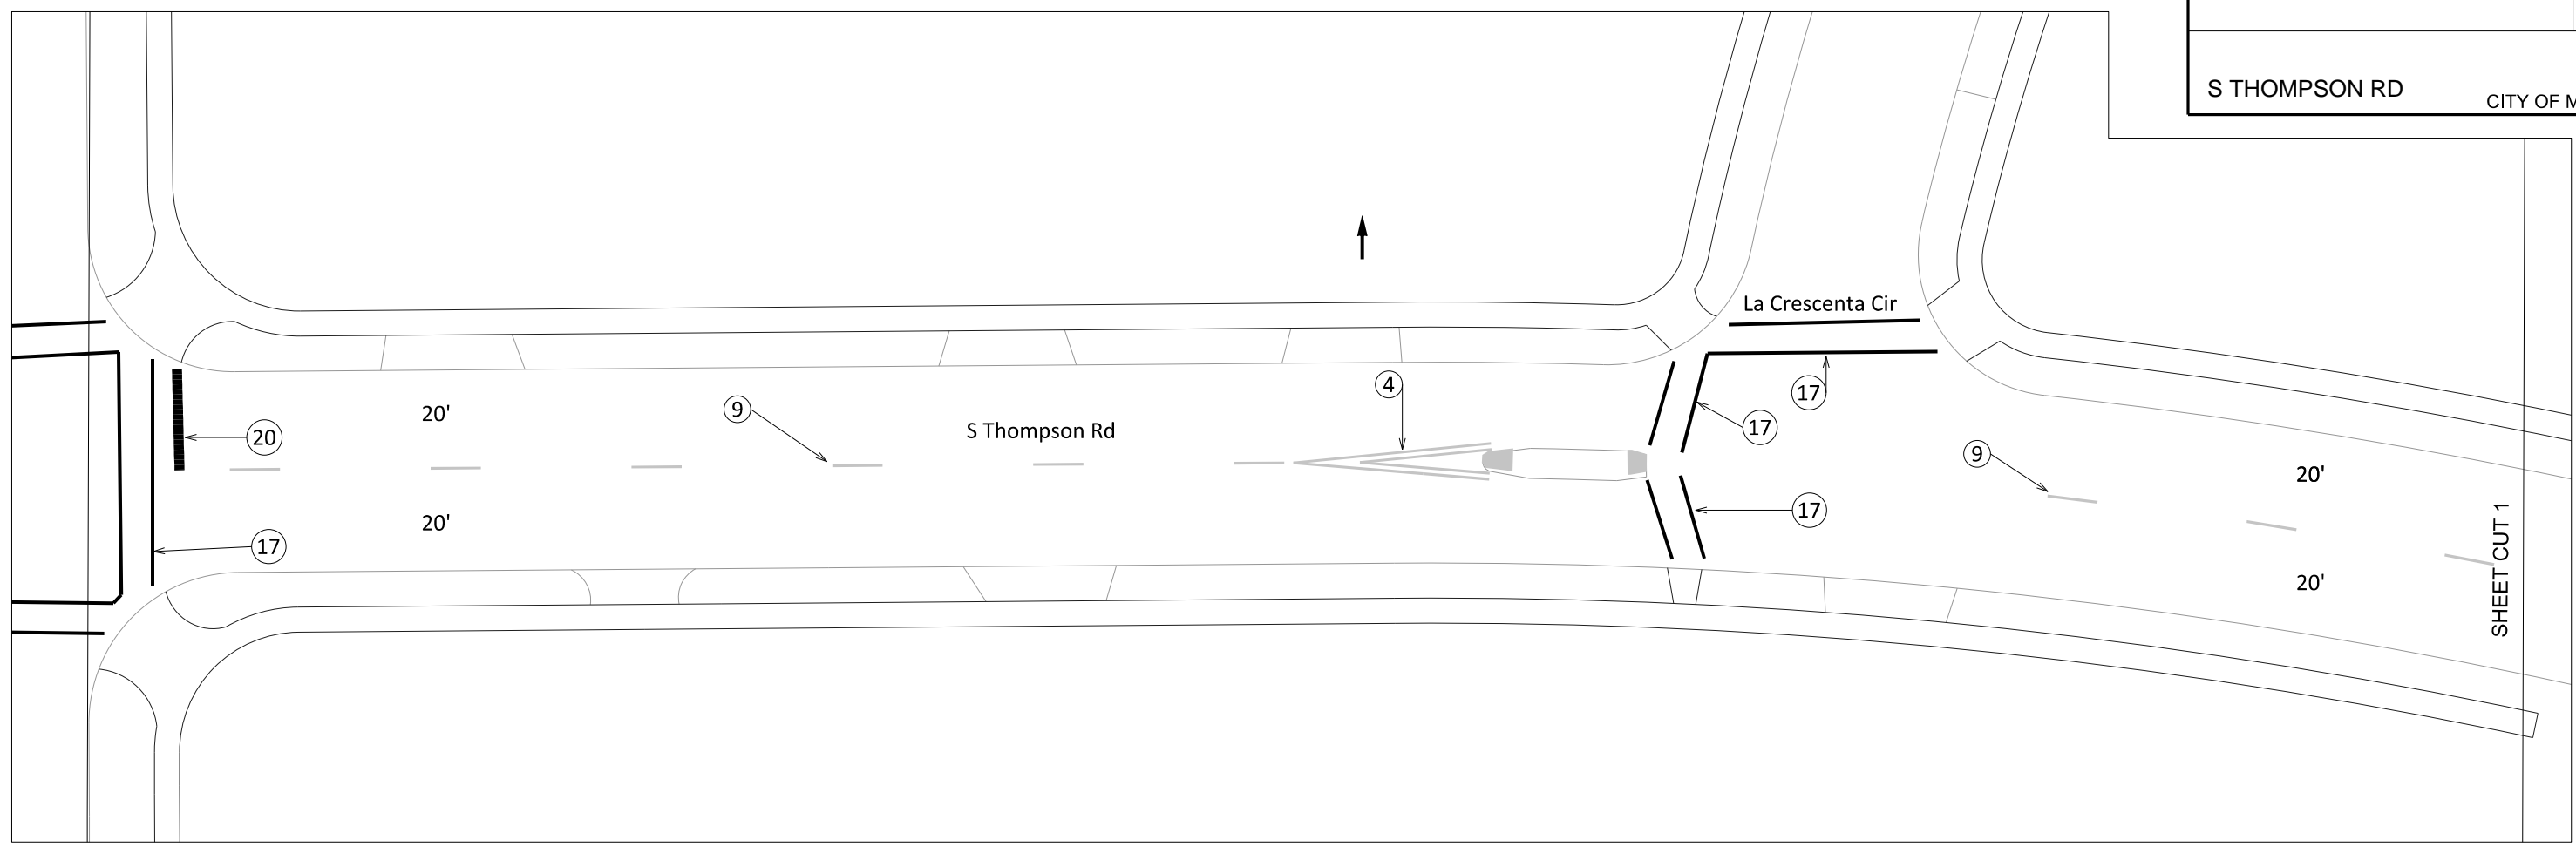 S THOMPSON RD
CITY OF M
La Crescenta Cir
4
17
9
20'
S Thompson Rd
17
20
9
20'
17
20'
17
20'
SHEET CUT 1